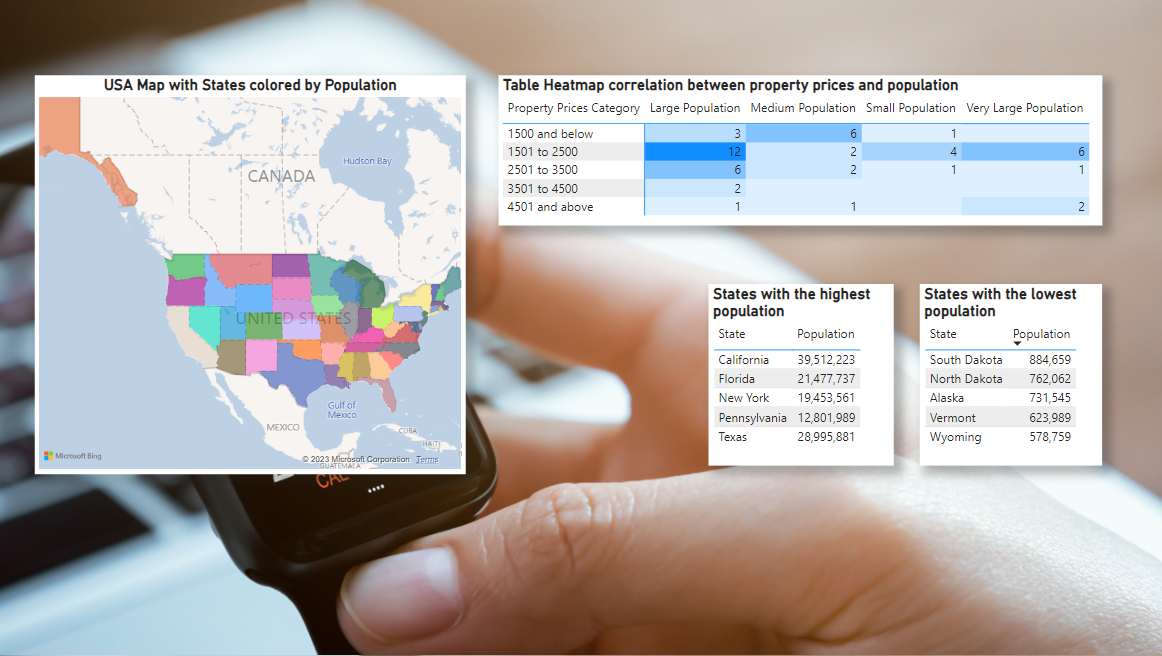 USA Map with States colored by Population
Hudson Bay
CANADA
UNITED STATES
Gulf of
Mexico
MEXICO
CUBA
HAITI
Microsoft Bing
© 2023 Microsoft Corporation Terms
GUATEMALA
Table Heatmap correlation between property prices and population
Property Prices Category Large Population Medium Population Small Population Very Large Population
1500 and below 3 6 1
1501 to 2500 12 2 4 6
2501 to 3500 6 2 1 1
3501 to 4500 2
4501 and above 1 1 2
States with the highest
population
State Population
California 39,512,223
Florida 21,477,737
New York 19,453,561
Pennsylvania 12,801,989
Texas 28,995,881
States with the lowest
population
State Population
South Dakota 884,659
North Dakota 762,062
Alaska 731,545
Vermont 623,989
Wyoming 578,759
CAL